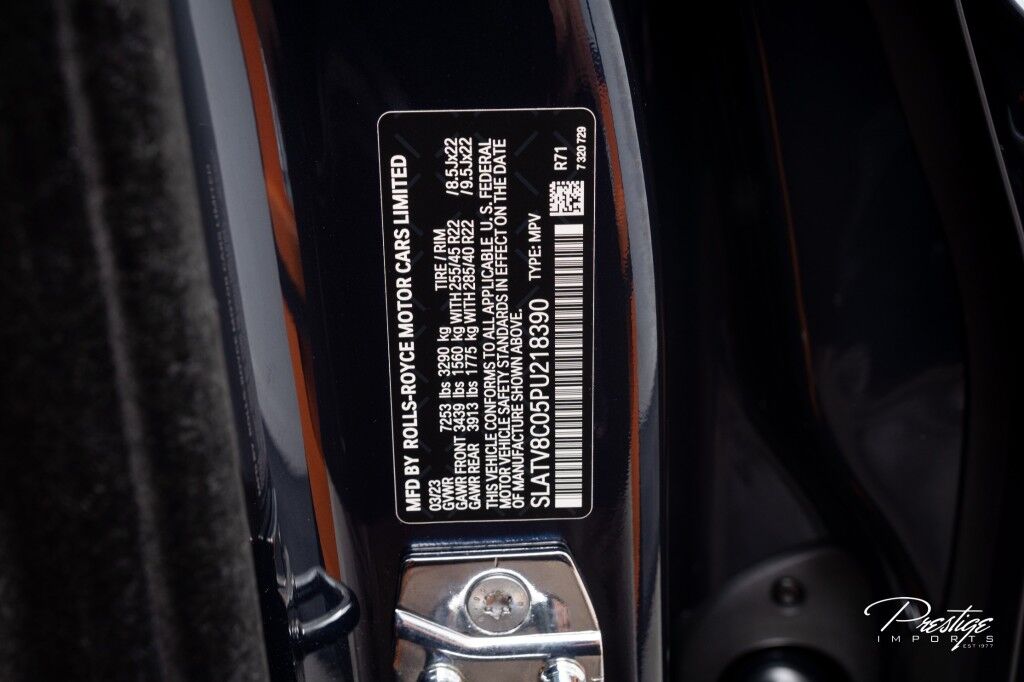 MFD BY ROLLS-ROYCE MOTOR CARS LIMITED
03/23 TIRE / RIM
GVWR 7253 lbs 3290 kg
GAWR FRONT 3439 lbs 1560 kg WITH 255/45 R22 /8.5Jx22
GAWR REAR 3913 lbs 1775 kg WITH 285/40 R22 /9.5Jx22
THIS VEHICLE CONFORMS TO ALL APPLICABLE U.S. FEDERAL
MOTOR VEHICLE SAFETY STANDARDS IN EFFECT ON THE DATE
OF MANUFACTURE SHOWN ABOVE.
SLATV8C05PU218390 TYPE: MPV
R71
7 320 729
Prestige
IMPORTS
EST 1977